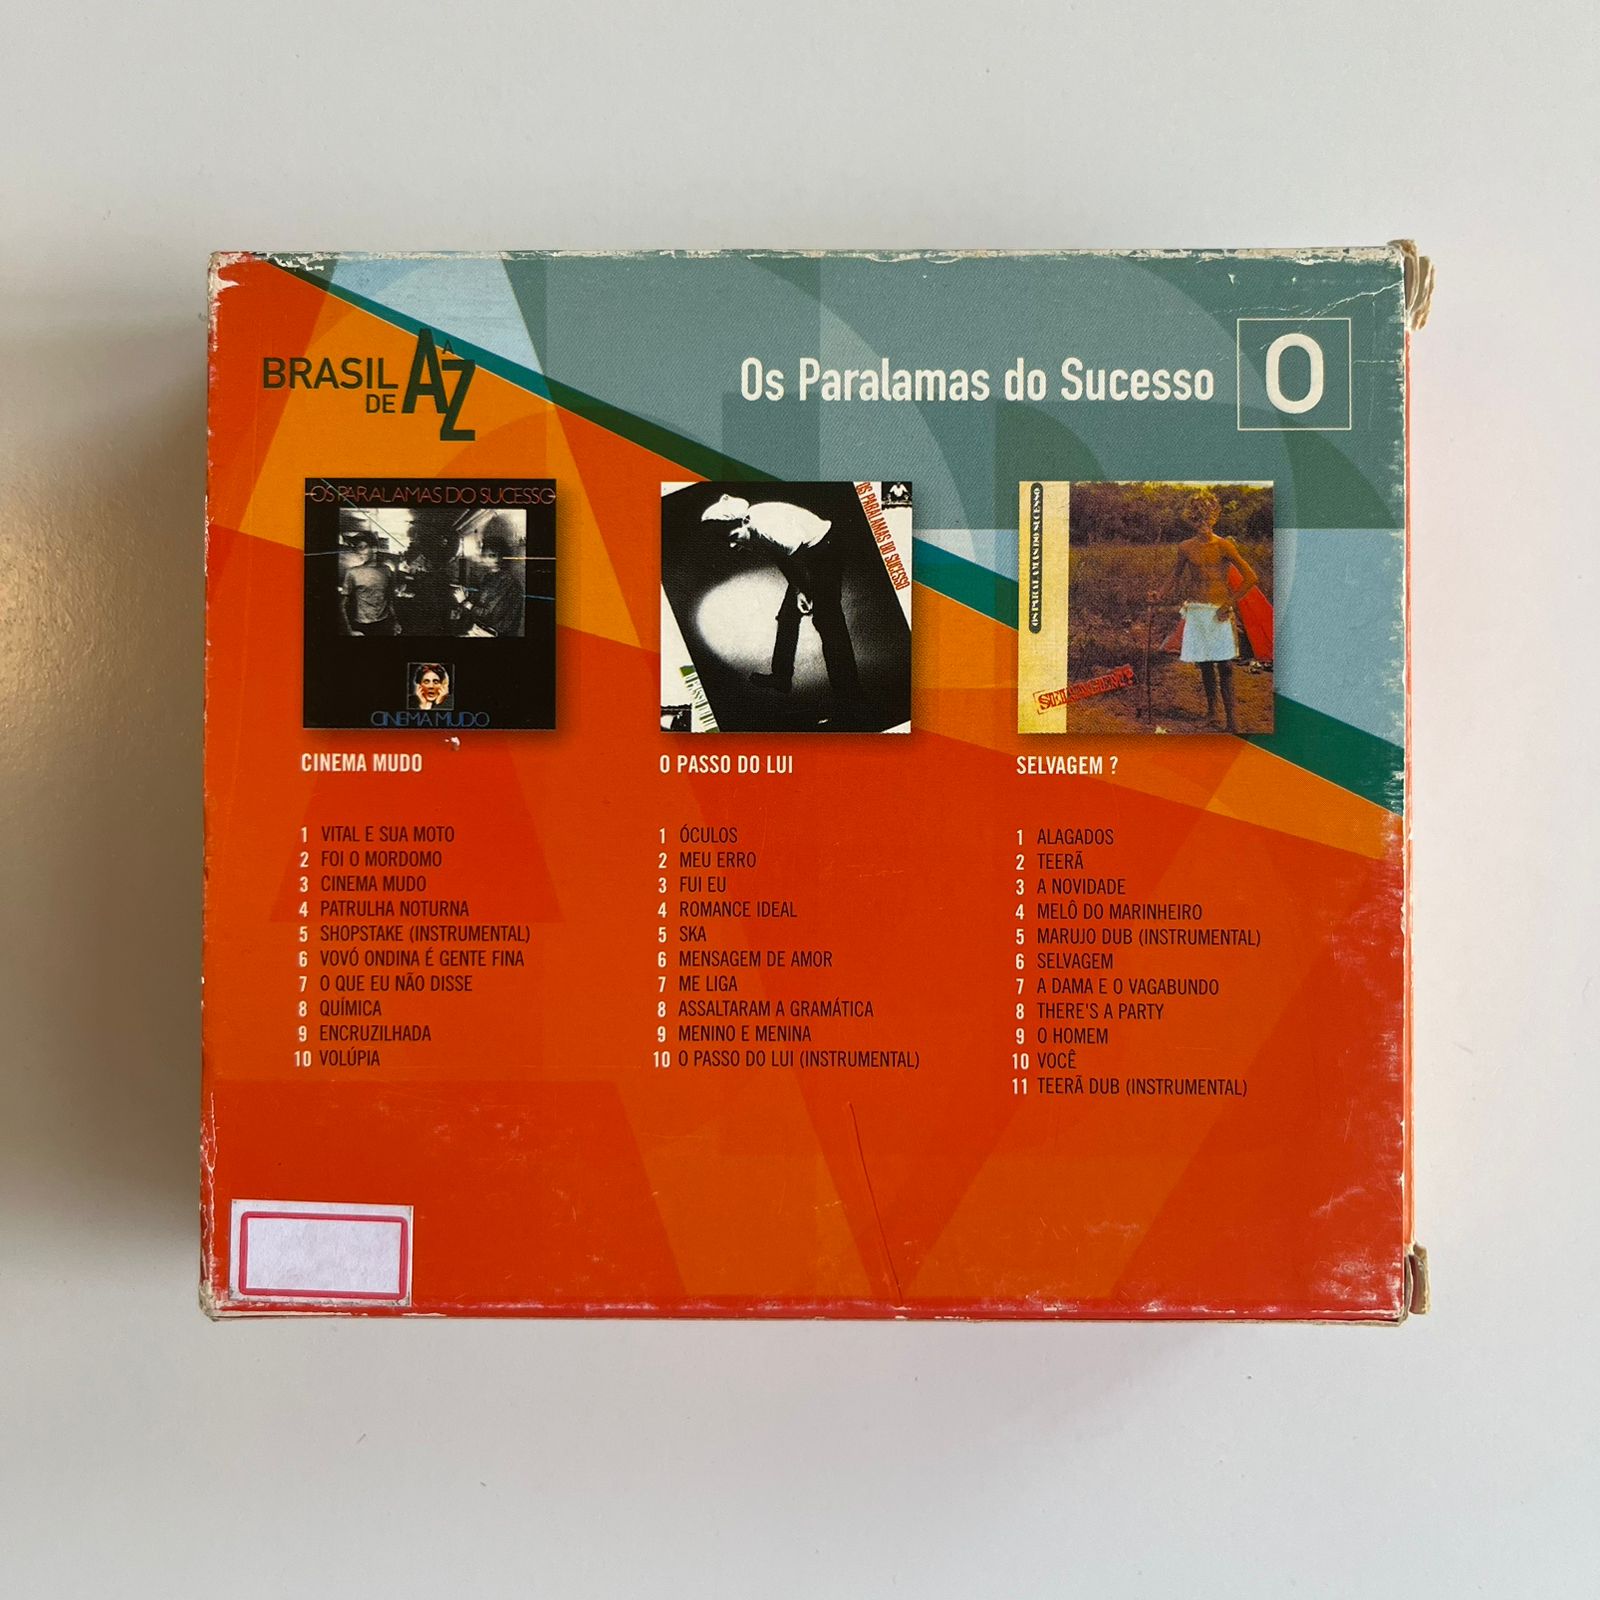 BRASIL
DE
A A Z
Os Paralamas do Sucesso
O
OS PARALAMAS DO SUCESSO
CINEMA MUDO
OS PARALAMAS DO SUCESSO
OS PARALAMAS DO SUCESSO
SELVAGEM?
CINEMA MUDO
1 VITAL E SUA MOTO
2 FOI O MORDOMO
3 CINEMA MUDO
4 PATRULHA NOTURNA
5 SHOPSTAKE (INSTRUMENTAL)
6 VOVÓ ONDINA É GENTE FINA
7 O QUE EU NÃO DISSE
8 QUÍMICA
9 ENCRUZILHADA
10 VOLÚPIA
O PASSO DO LUI
1 ÓCULOS
2 MEU ERRO
3 FUI EU
4 ROMANCE IDEAL
5 SKA
6 MENSAGEM DE AMOR
7 ME LIGA
8 ASSALTARAM A GRAMÁTICA
9 MENINO E MENINA
10 O PASSO DO LUI (INSTRUMENTAL)
SELVAGEM ?
1 ALAGADOS
2 TEERÃ
3 A NOVIDADE
4 MELÔ DO MARINHEIRO
5 MARUJO DUB (INSTRUMENTAL)
6 SELVAGEM
7 A DAMA E O VAGABUNDO
8 THERE'S A PARTY
9 O HOMEM
10 VOCÊ
11 TEERÃ DUB (INSTRUMENTAL)